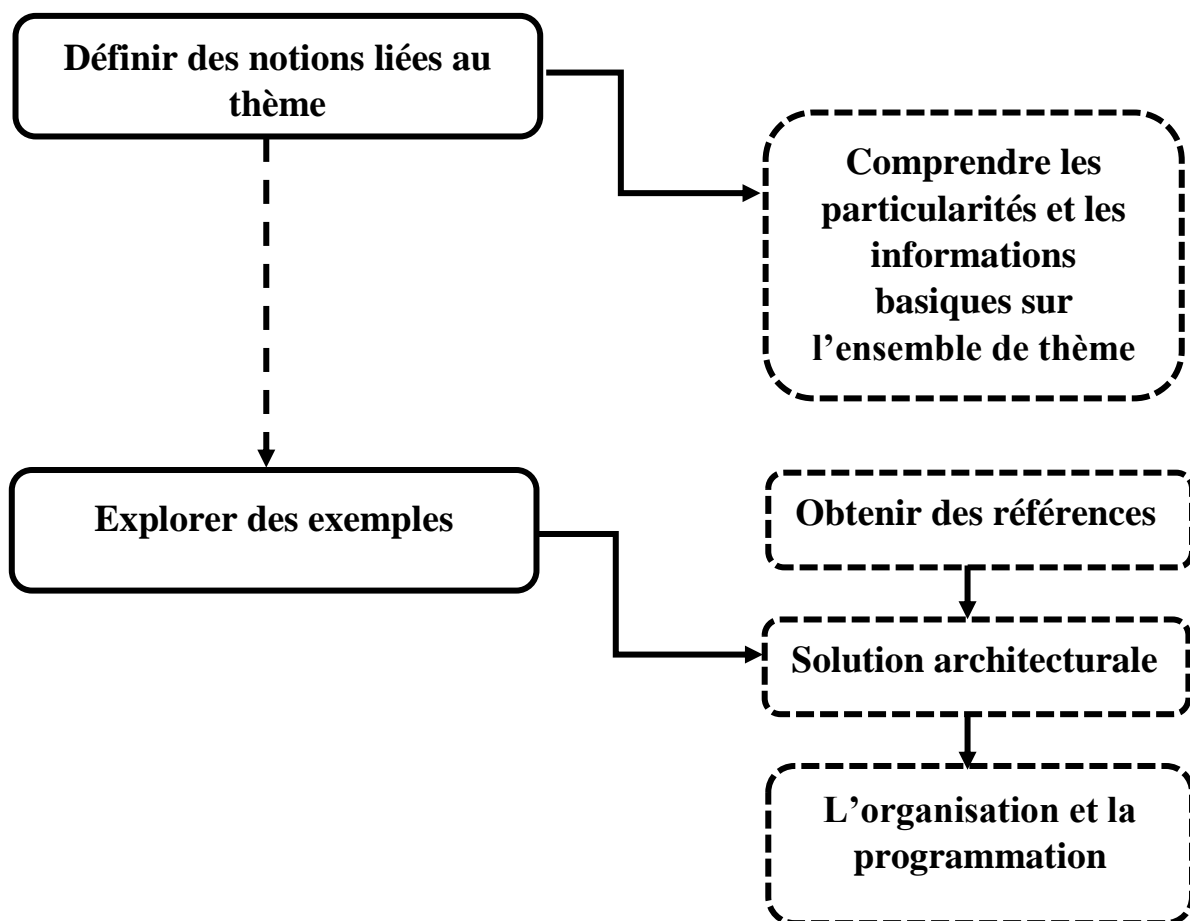 Définir des notions liées au
thème
Comprendre les
particularités et les
informations
basiques sur
l’ensemble de thème
Explorer des exemples
Obtenir des références
Solution architecturale
L’organisation et la
programmation